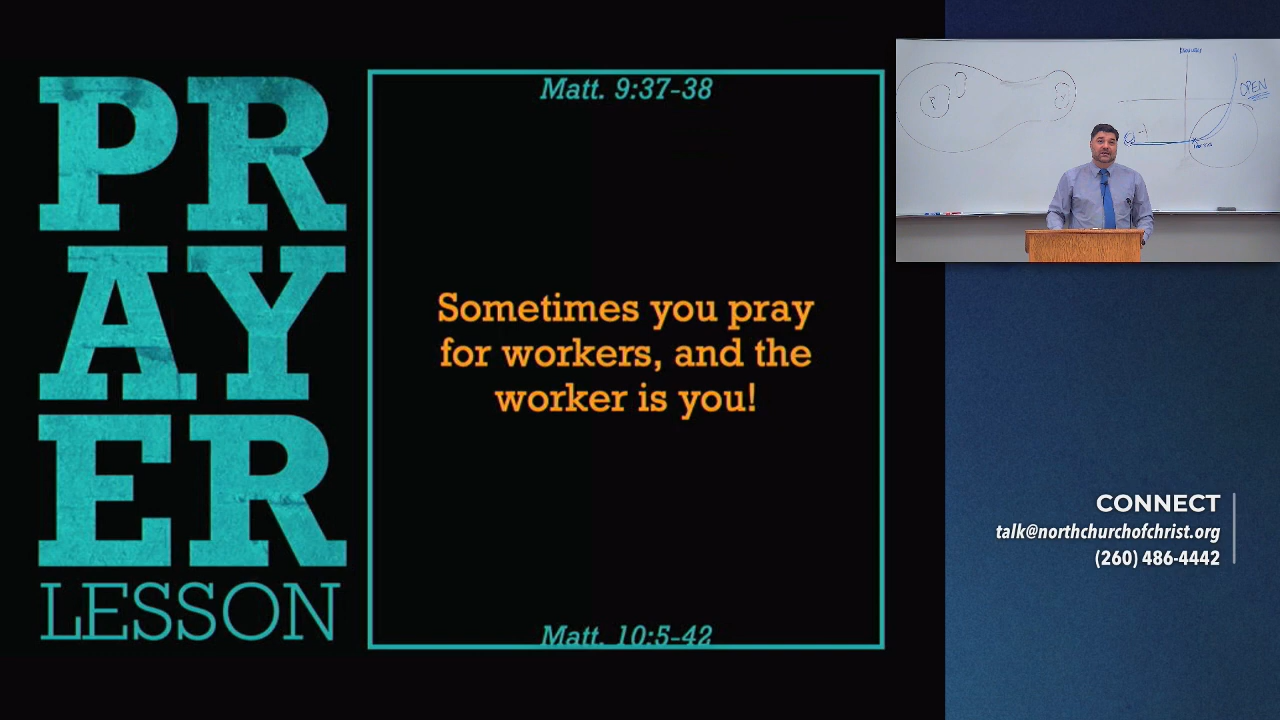 PR
AY
ER
LESSON
Matt. 9:37-38
Sometimes you pray
for workers, and the
worker is you!
Matt. 10:5-42
OPEN
CONNECT
talk@northchurchofchrist.org
(260) 486-4442